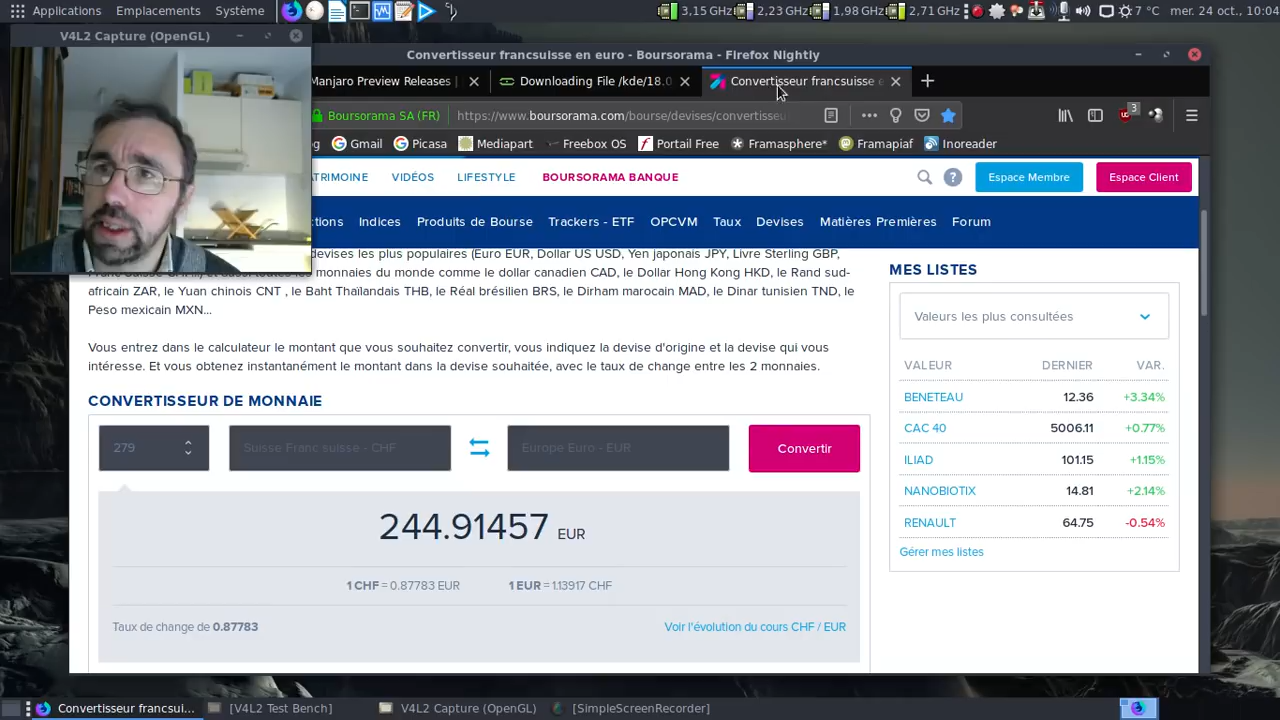 Applications Emplacements Système 3,15 GHz 2,23 GHz 1,98 GHz 2,71 GHz 7 °C mer. 24 oct., 10:04
V4L2 Capture (OpenGL)
Convertisseur francsuisse en euro - Boursorama - Firefox Nightly
Manjaro Preview Releases | Downloading File /kde/18.0 Convertisseur francsuisse e
Boursorama SA (FR) https://www.boursorama.com/bourse/devises/convertisseu 3
Gmail Picasa Mediapart Freebox OS Portail Free Framasphère* Framapiaf Inoreader
VIDÉOS LIFESTYLE BOURSORAMA BANQUE ? Espace Membre Espace Client
Indices Produits de Bourse Trackers - ETF OPCVM Taux Devises Matières Premières Forum
devises les plus populaires (Euro EUR, Dollar US USD, Yen japonais JPY, Livre Sterling GBP,
monnaies du monde comme le dollar canadien CAD, le Dollar Hong Kong HKD, le Rand sud-
africain ZAR, le Yuan chinois CNT , le Baht Thaïlandais THB, le Réal brésilien BRS, le Dirham marocain MAD, le Dinar tunisien TND, le
Peso mexicain MXN...
Vous entrez dans le calculateur le montant que vous souhaitez convertir, vous indiquez la devise d'origine et la devise qui vous
intéresse. Et vous obtenez instantanément le montant dans la devise souhaitée, avec le taux de change entre les 2 monnaies.
CONVERTISSEUR DE MONNAIE
279 Suisse Franc suisse - CHF Europe Euro - EUR Convertir
244.91457 EUR
1 CHF = 0.87783 EUR 1 EUR = 1.13917 CHF
Taux de change de 0.87783 Voir l'évolution du cours CHF / EUR
MES LISTES
Valeurs les plus consultées
VALEUR DERNIER VAR.
BENETEAU 12.36 +3.34%
CAC 40 5006.11 +0.77%
ILIAD 101.15 +1.15%
NANOBIOTIX 14.81 +2.14%
RENAULT 64.75 -0.54%
Gérer mes listes
Convertisseur francsui... [V4L2 Test Bench] V4L2 Capture (OpenGL) [SimpleScreenRecorder]